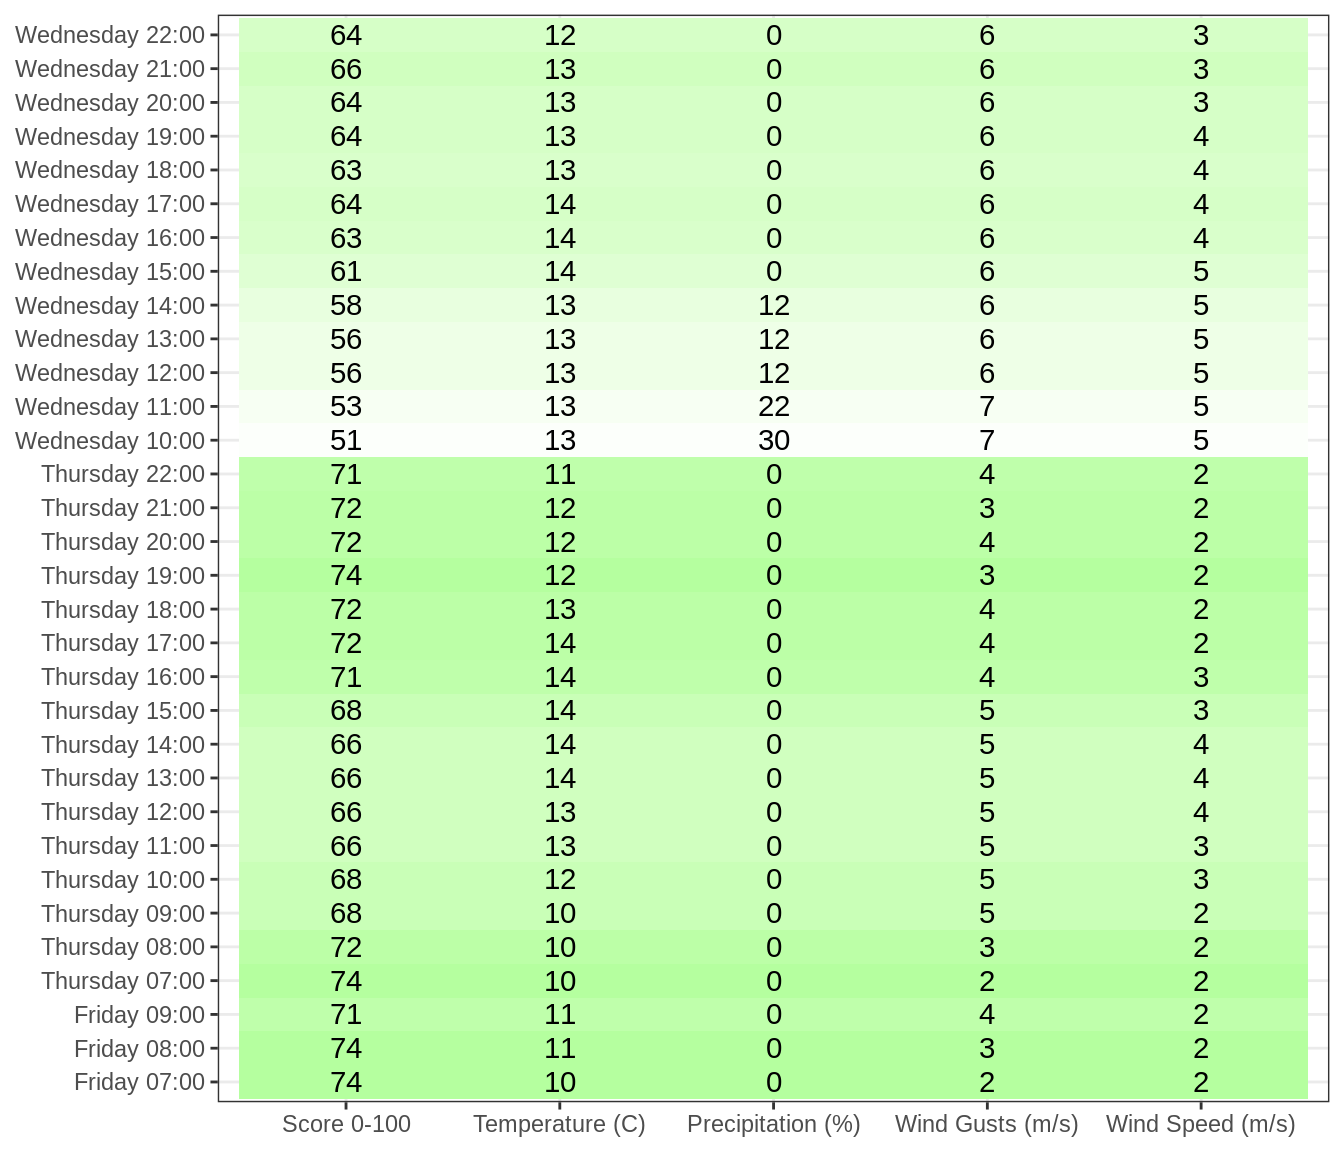 Wednesday 22:00 64 12 0 6 3
Wednesday 21:00 66 13 0 6 3
Wednesday 20:00 64 13 0 6 3
Wednesday 19:00 64 13 0 6 4
Wednesday 18:00 63 13 0 6 4
Wednesday 17:00 64 14 0 6 4
Wednesday 16:00 63 14 0 6 4
Wednesday 15:00 61 14 0 6 5
Wednesday 14:00 58 13 12 6 5
Wednesday 13:00 56 13 12 6 5
Wednesday 12:00 56 13 12 6 5
Wednesday 11:00 53 13 22 7 5
Wednesday 10:00 51 13 30 7 5
Thursday 22:00 71 11 0 4 2
Thursday 21:00 72 12 0 3 2
Thursday 20:00 72 12 0 4 2
Thursday 19:00 74 12 0 3 2
Thursday 18:00 72 13 0 4 2
Thursday 17:00 72 14 0 4 2
Thursday 16:00 71 14 0 4 3
Thursday 15:00 68 14 0 5 3
Thursday 14:00 66 14 0 5 4
Thursday 13:00 66 14 0 5 4
Thursday 12:00 66 13 0 5 4
Thursday 11:00 66 13 0 5 3
Thursday 10:00 68 12 0 5 3
Thursday 09:00 68 10 0 5 2
Thursday 08:00 72 10 0 3 2
Thursday 07:00 74 10 0 2 2
Friday 09:00 71 11 0 4 2
Friday 08:00 74 11 0 3 2
Friday 07:00 74 10 0 2 2
Score 0-100 Temperature (C) Precipitation (%) Wind Gusts (m/s) Wind Speed (m/s)